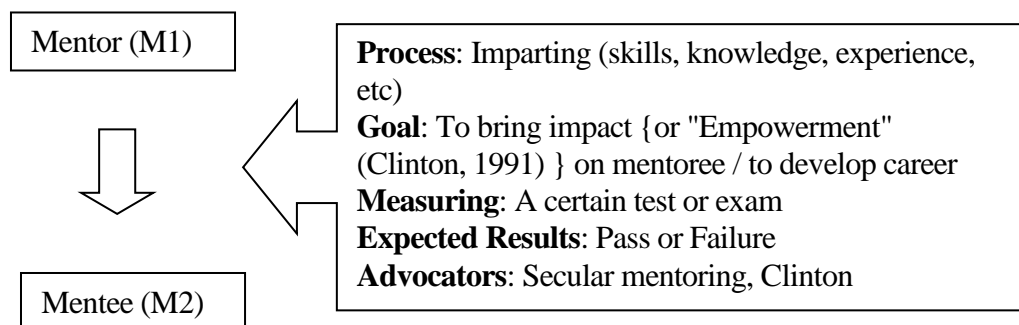 Mentor (M1)
Process: Imparting (skills, knowledge, experience,
etc)
Goal: To bring impact {or "Empowerment"
(Clinton, 1991) } on mentoree / to develop career
Measuring: A certain test or exam
Expected Results: Pass or Failure
Advocators: Secular mentoring, Clinton
Mentee (M2)